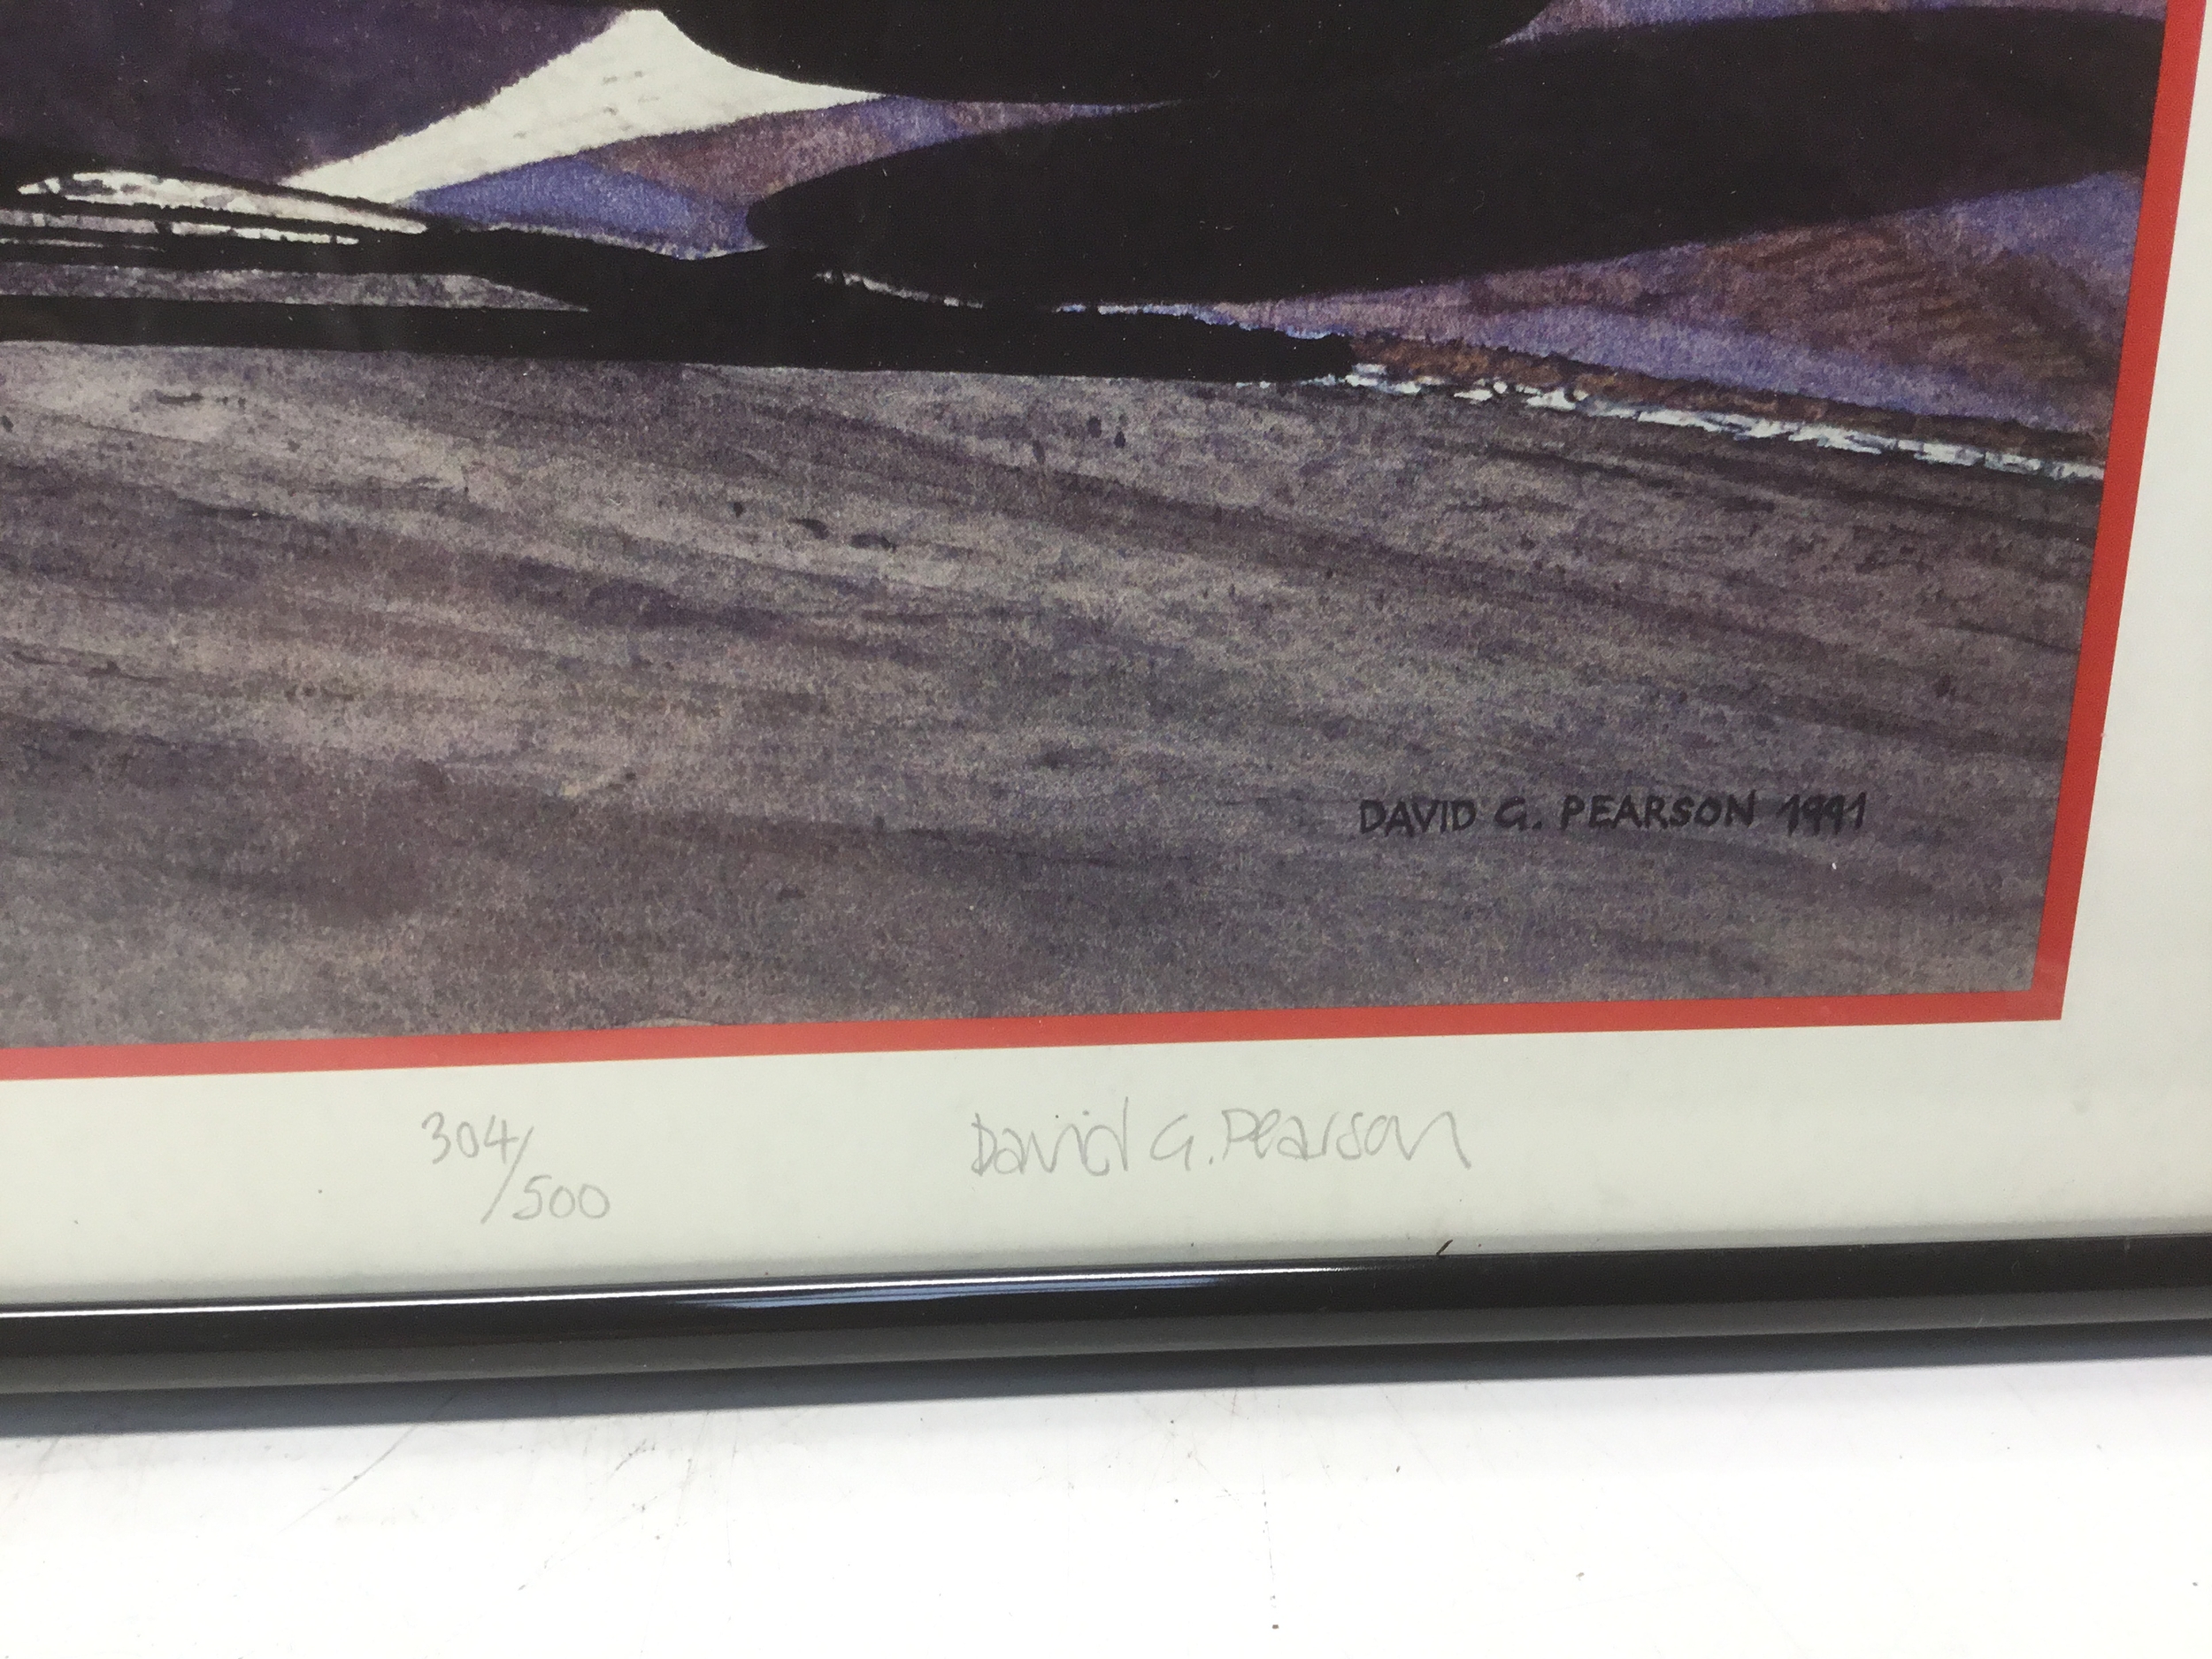 DAVID G. PEARSON 1991
304/500 David G. Pearson